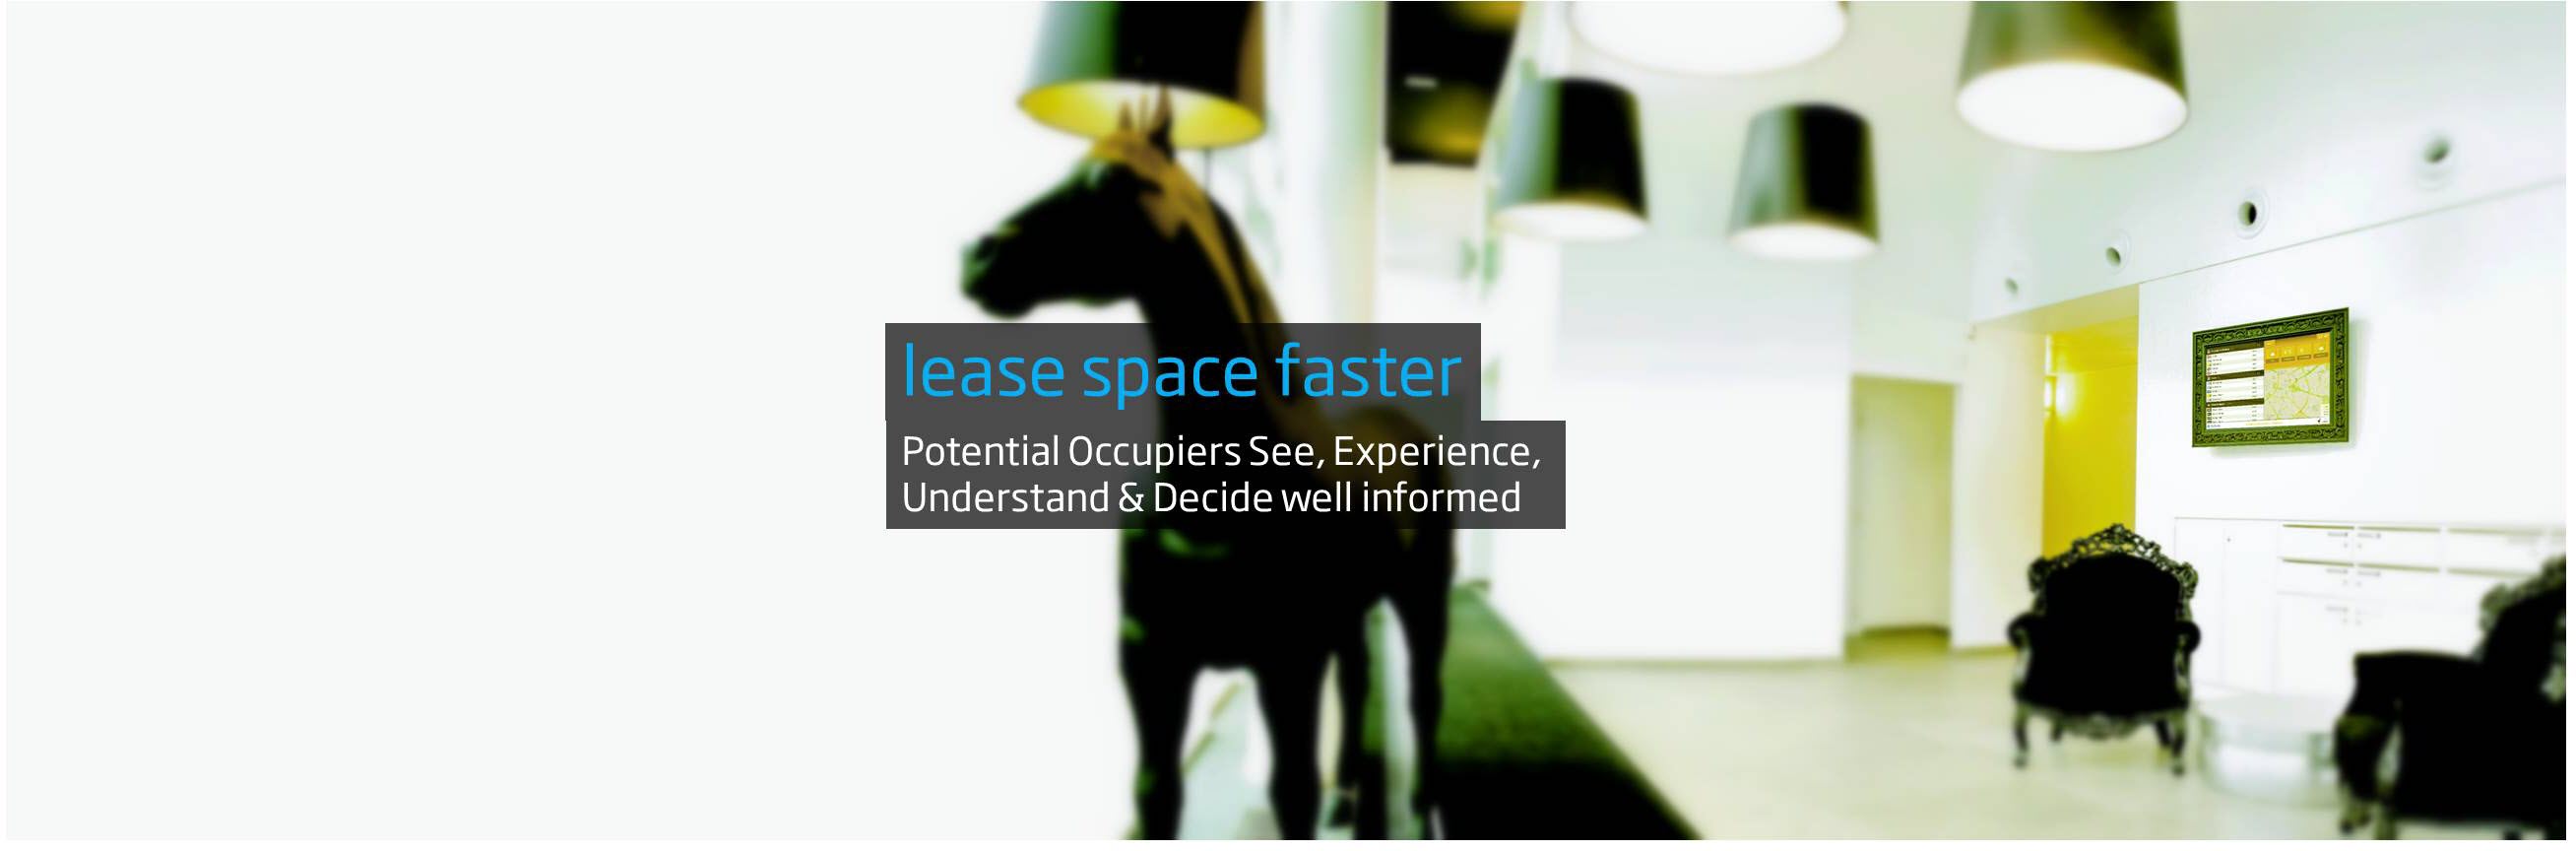 lease space faster
Potential Occupiers See, Experience,
Understand & Decide well informed